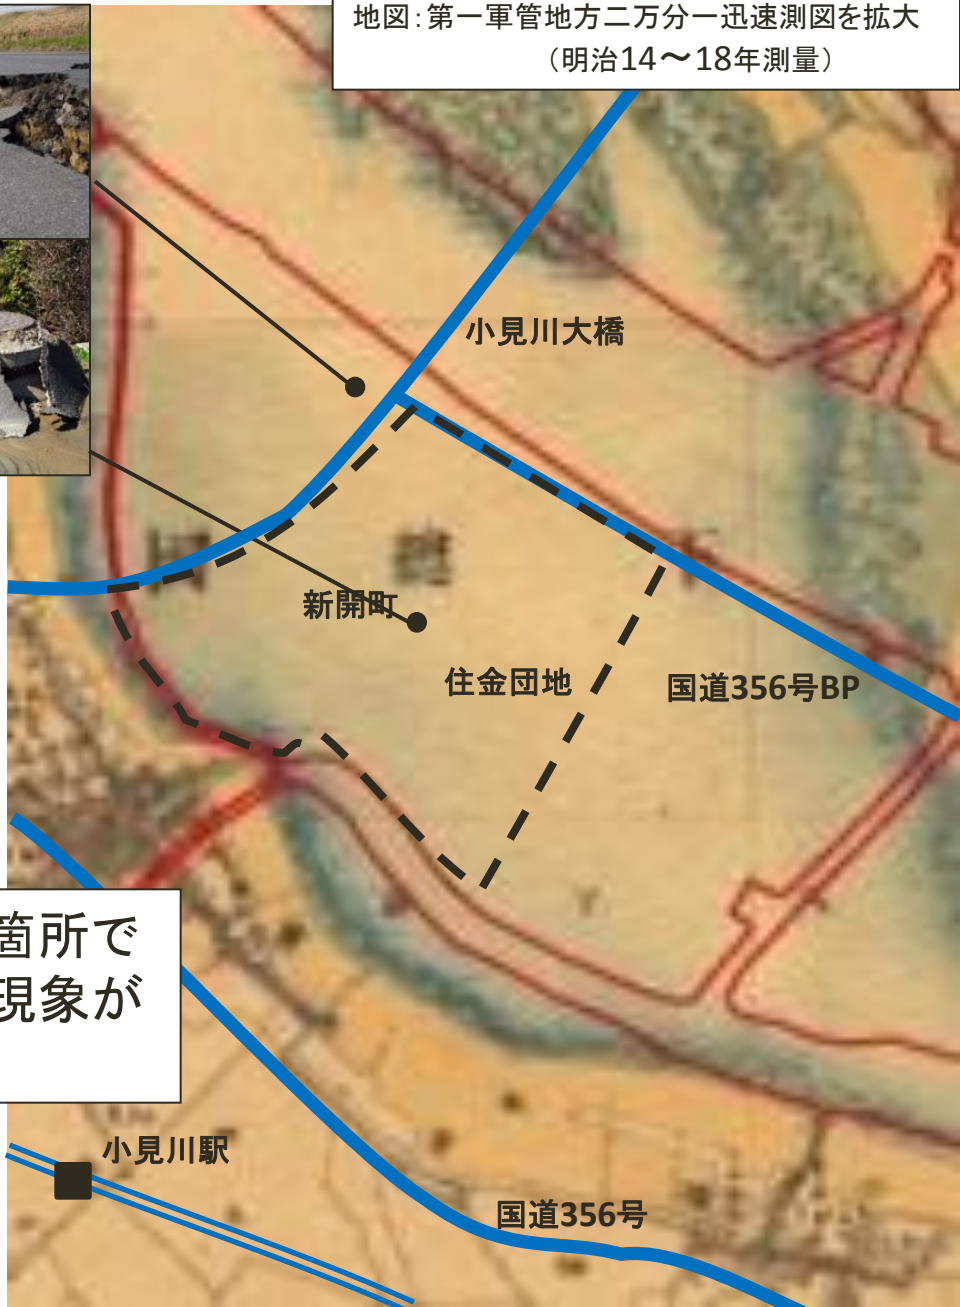 地図：第一軍管地方二万分一迅速測図を拡大
（明治14～18年測量）
小見川大橋
新開町
住金団地
国道356号BP
箇所で
現象が
小見川駅
国道356号